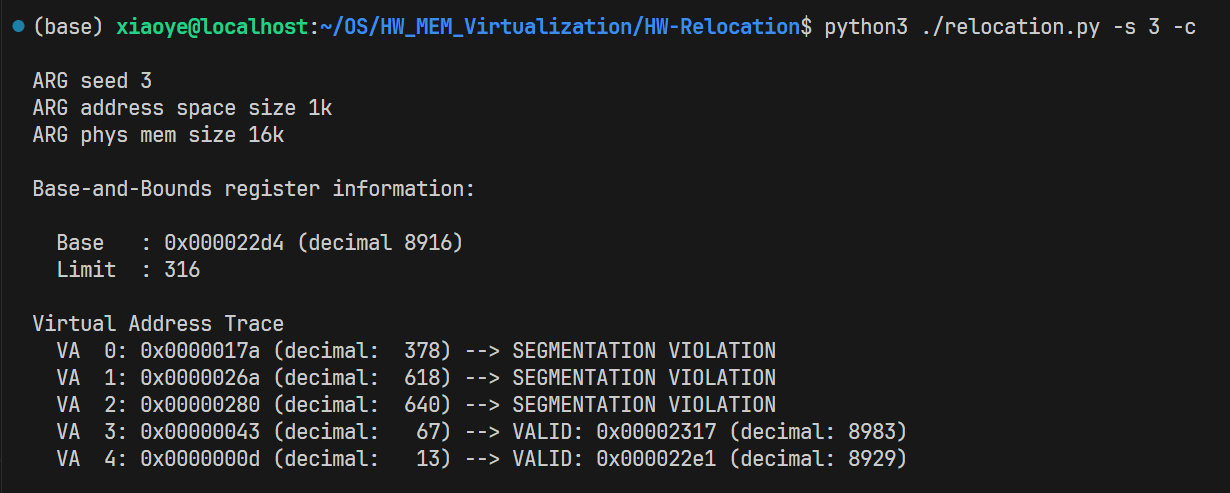 (base) xiaoye@localhost:~/OS/HW_MEM_Virtualization/HW-Relocation$ python3 ./relocation.py -s 3 -c
ARG seed 3
ARG address space size 1k
ARG phys mem size 16k
Base-and-Bounds register information:
  Base   : 0x000022d4 (decimal 8916)
  Limit  : 316
Virtual Address Trace
  VA  0: 0x0000017a (decimal:  378) --> SEGMENTATION VIOLATION
  VA  1: 0x0000026a (decimal:  618) --> SEGMENTATION VIOLATION
  VA  2: 0x00000280 (decimal:  640) --> SEGMENTATION VIOLATION
  VA  3: 0x00000043 (decimal:   67) --> VALID: 0x00002317 (decimal: 8983)
  VA  4: 0x0000000d (decimal:   13) --> VALID: 0x000022e1 (decimal: 8929)